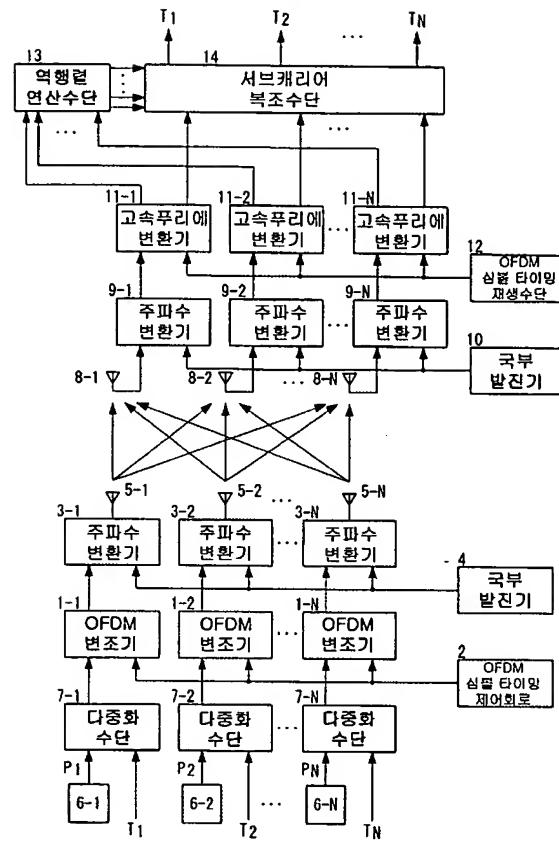 T1 T2 ... TN
13 14
역행렬
연산수단
서브캐리어
복조수단
... ...
11-1 11-2 11-N
고속푸리에
변환기
고속푸리에
변환기
...
고속푸리에
변환기
12
OFDM
심볼 타이밍
재생수단
9-1 9-2 9-N
주파수
변환기
주파수
변환기
...
주파수
변환기
10
국부
발진기
8-1 8-2 ... 8-N
5-1 5-2 ... 5-N
3-1 3-2 3-N
주파수
변환기
주파수
변환기
...
주파수
변환기
4
국부
발진기
1-1 1-2 1-N
OFDM
변조기
OFDM
변조기
...
OFDM
변조기
2
OFDM
심볼 타이밍
제어회로
7-1 7-2 7-N
다중화
수단
다중화
수단
...
다중화
수단
P1 P2 PN
6-1 6-2 ... 6-N
T1 T2 TN